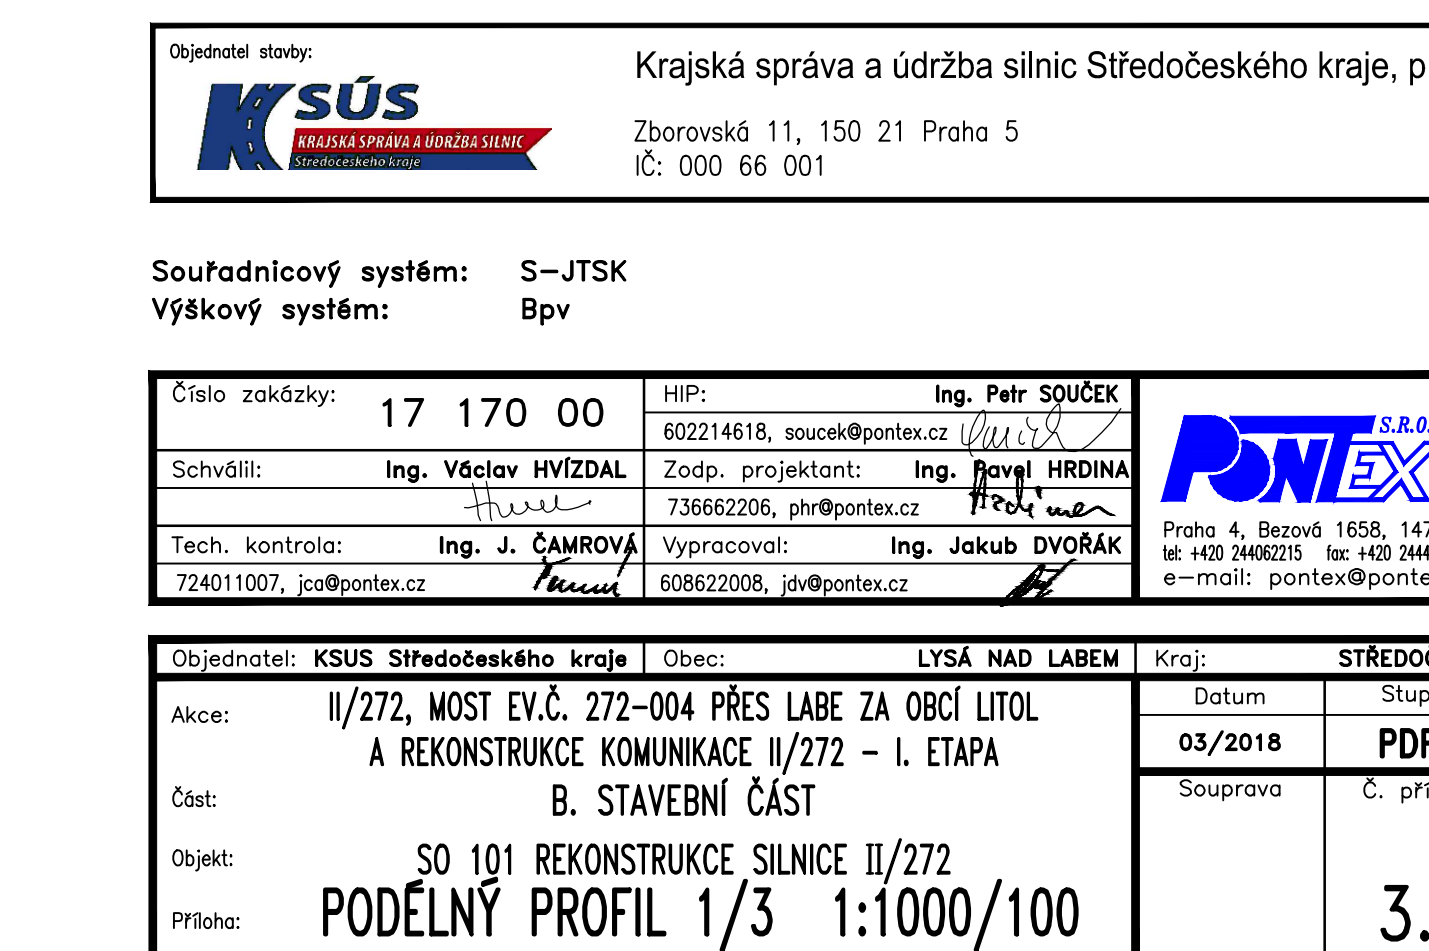 Objednatel stavby:
KSÚS
KRAJSKÁ SPRÁVA A ÚDRŽBA SILNIC
Středočeského kraje
Krajská správa a údržba silnic Středočeského kraje, p
Zborovská 11, 150 21 Praha 5
IČ: 000 66 001
Souřadnicový systém: S-JTSK
Výškový systém: Bpv
Číslo zakázky: 17 170 00
HIP: Ing. Petr SOUČEK
602214618, soucek@pontex.cz
Schválil: Ing. Václav HVÍZDAL
Zodp. projektant: Ing. Pavel HRDINA
736662206, phr@pontex.cz
Tech. kontrola: Ing. J. ČAMROVÁ
724011007, jca@pontex.cz
Vypracoval: Ing. Jakub DVOŘÁK
608622008, jdv@pontex.cz
PONTEX S.R.O.
Praha 4, Bezová 1658, 147
tel: +420 244062215 fax: +420 2444
e-mail: pontex@ponte
Objednatel: KSUS Středočeského kraje
Obec: LYSÁ NAD LABEM
Kraj: STŘEDOČ
Akce: II/272, MOST EV.Č. 272-004 PŘES LABE ZA OBCÍ LITOL
A REKONSTRUKCE KOMUNIKACE II/272 - I. ETAPA
Část: B. STAVEBNÍ ČÁST
Objekt: SO 101 REKONSTRUKCE SILNICE II/272
Příloha: PODÉLNÝ PROFIL 1/3 1:1000/100
Datum
03/2018
Stup
PDP
Souprava
Č. pří
3.